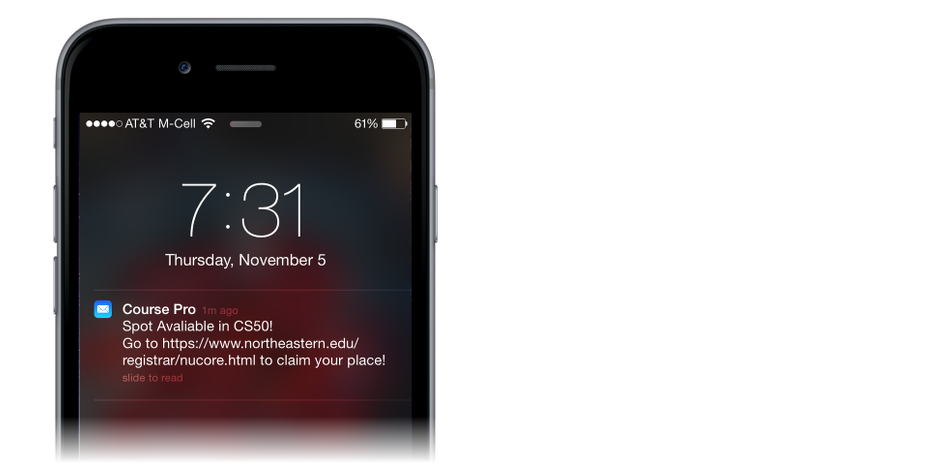 AT&T M-Cell 61%
7:31
Thursday, November 5
Course Pro 1m ago
Spot Avaliable in CS50!
Go to https://www.northeastern.edu/
registrar/nucore.html to claim your place!
slide to read